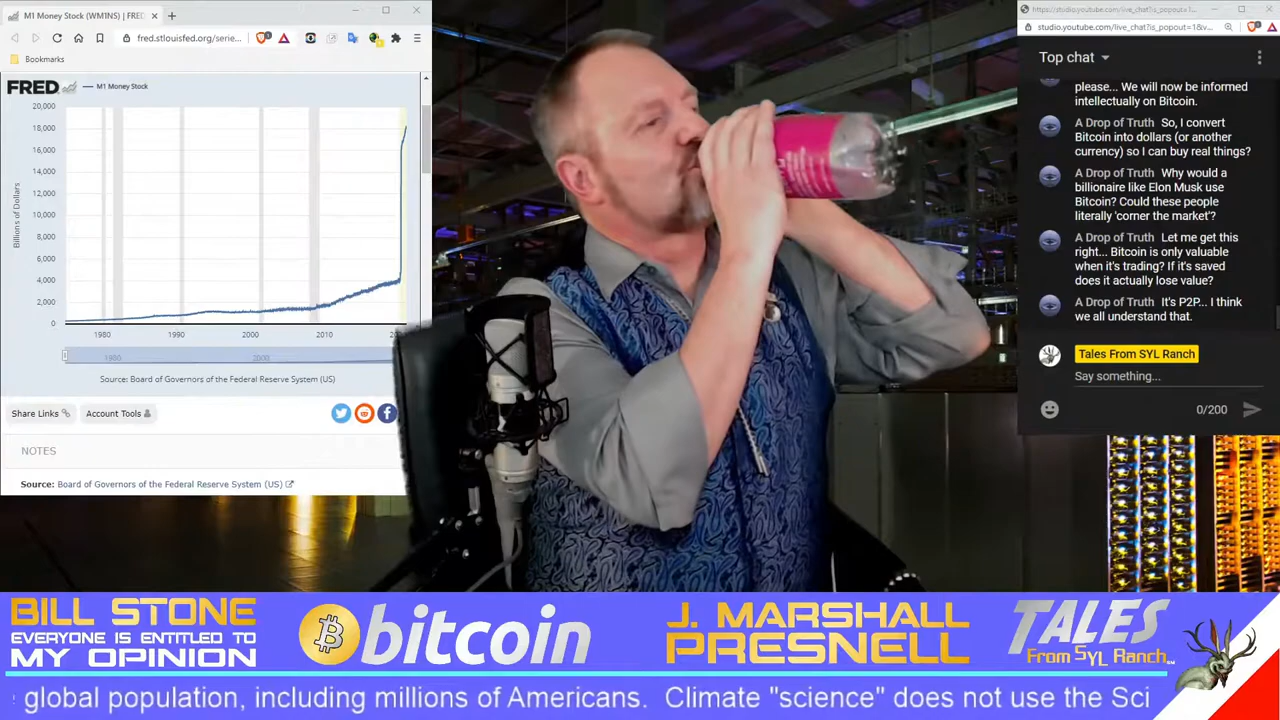 M1 Money Stock (WM1NS) | FRED
fred.stlouisfed.org/serie...
Bookmarks
FRED
M1 Money Stock
20,000
18,000
16,000
14,000
12,000
10,000
8,000
6,000
4,000
2,000
0
Billions of Dollars
1980
1990
2000
2010
1980
2000
Source: Board of Governors of the Federal Reserve System (US)
Share Links
Account Tools
NOTES
Source: Board of Governors of the Federal Reserve System (US)
https://studio.youtube.com/live_chat?is_popout=1...
studio.youtube.com/live_chat?is_popout=1&v...
Top chat
please... We will now be informed
intellectually on Bitcoin.
A Drop of Truth So, I convert
Bitcoin into dollars (or another
currency) so I can buy real things?
A Drop of Truth Why would a
billionaire like Elon Musk use
Bitcoin? Could these people
literally 'corner the market'?
A Drop of Truth Let me get this
right... Bitcoin is only valuable
when it's trading? If it's saved
does it actually lose value?
A Drop of Truth It's P2P... I think
we all understand that.
Tales From SYL Ranch
Say something...
0/200
BILL STONE
EVERYONE IS ENTITLED TO
MY OPINION
bitcoin
J. MARSHALL
PRESNELL
TALES
From SYL Ranch
global population, including millions of Americans. Climate "science" does not use the Sci